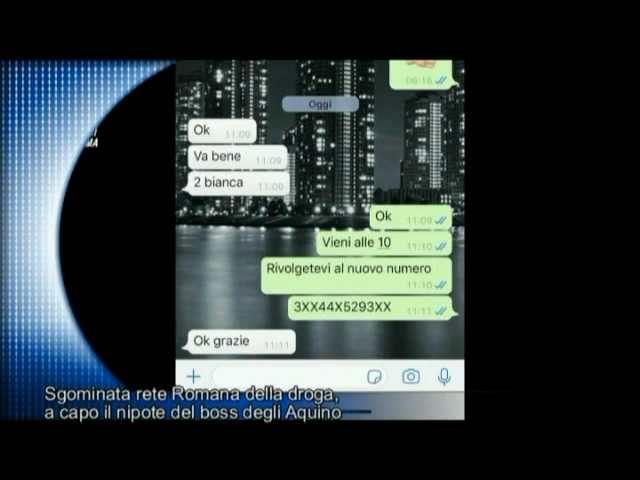 06:16
Oggi
Ok 11:09
Va bene 11:09
2 bianca 11:09
Ok 11:09
Vieni alle 10 11:10
Rivolgetevi al nuovo numero
11:10
3XX44X5293XX 11:11
Ok grazie 11:11
Sgominata rete Romana della droga,
a capo il nipote del boss degli Aquino